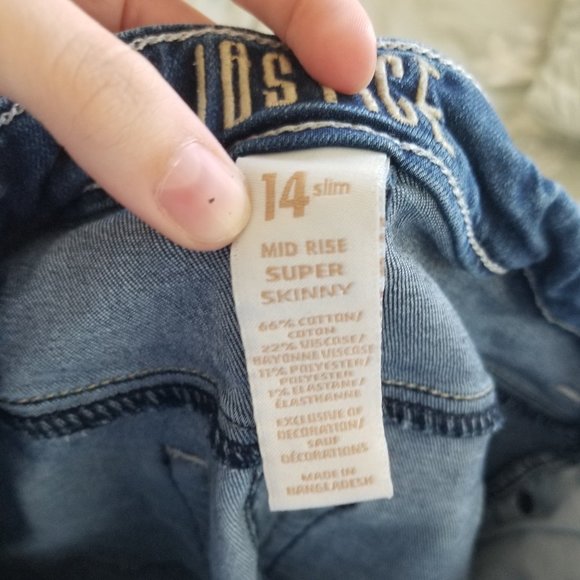 JUSTICE
14 slim
MID RISE
SUPER
SKINNY
66% COTTON/
COTON
22% VISCOSE/
RAYONNE VISCOSE
11% POLYESTER/
POLYESTER
1% ELASTANE/
ÉLASTHANNE
EXCLUSIVE OF
DECORATION/
SAUF
DÉCORATIONS
MADE IN
BANGLADESH